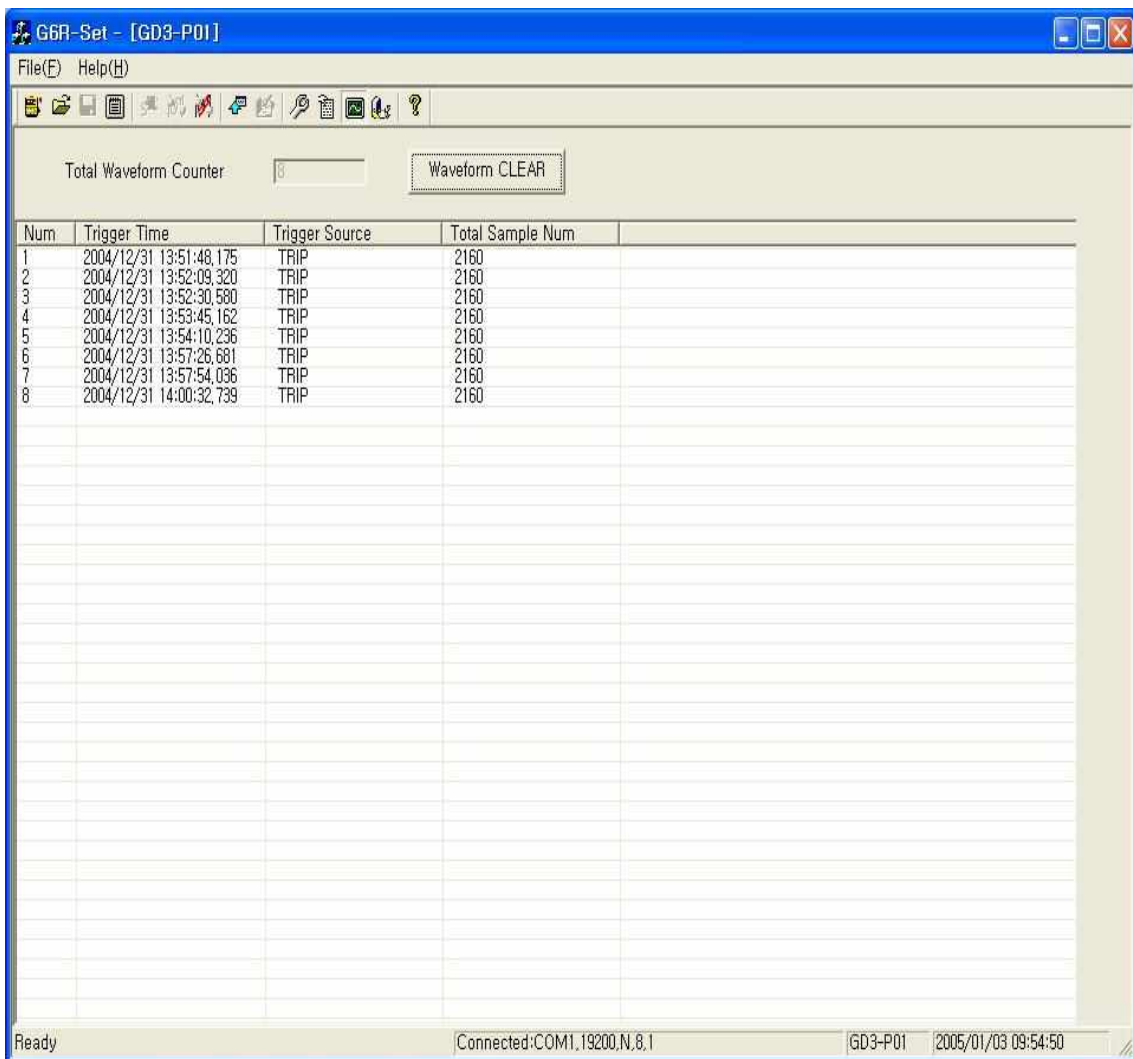 G6R-Set - [GD3-P01]
File(F) Help(H)
Total Waveform Counter 8 Waveform CLEAR
Num Trigger Time Trigger Source Total Sample Num
1 2004/12/31 13:51:48,175 TRIP 2160
2 2004/12/31 13:52:09,320 TRIP 2160
3 2004/12/31 13:52:30,580 TRIP 2160
4 2004/12/31 13:53:45,162 TRIP 2160
5 2004/12/31 13:54:10,236 TRIP 2160
6 2004/12/31 13:57:26,681 TRIP 2160
7 2004/12/31 13:57:54,036 TRIP 2160
8 2004/12/31 14:00:32,739 TRIP 2160
Ready Connected:COM1,19200,N,8,1 GD3-P01 2005/01/03 09:54:50